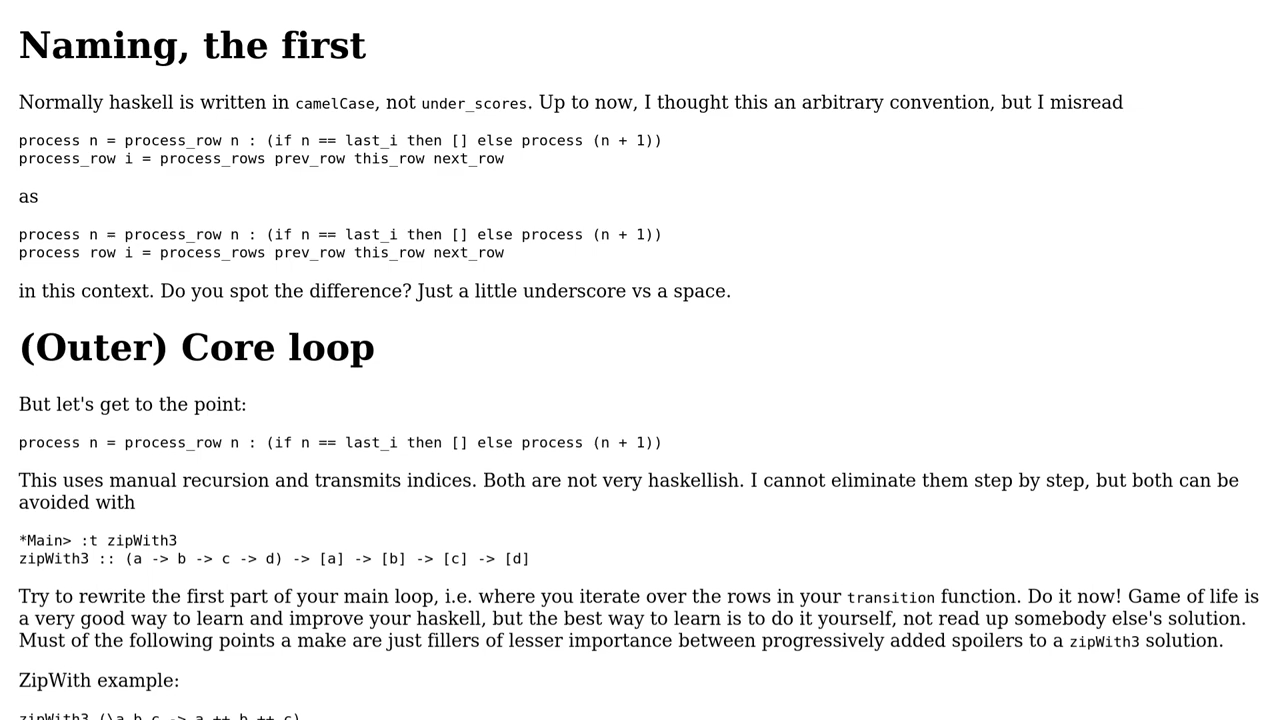 Naming, the first
Normally haskell is written in camelCase, not under_scores. Up to now, I thought this an arbitrary convention, but I misread
process n = process_row n : (if n == last_i then [] else process (n + 1))
process_row i = process_rows prev_row this_row next_row
as
process n = process_row n : (if n == last_i then [] else process (n + 1))
process row i = process_rows prev_row this_row next_row
in this context. Do you spot the difference? Just a little underscore vs a space.
(Outer) Core loop
But let's get to the point:
process n = process_row n : (if n == last_i then [] else process (n + 1))
This uses manual recursion and transmits indices. Both are not very haskellish. I cannot eliminate them step by step, but both can be
avoided with
*Main> :t zipWith3
zipWith3 :: (a -> b -> c -> d) -> [a] -> [b] -> [c] -> [d]
Try to rewrite the first part of your main loop, i.e. where you iterate over the rows in your transition function. Do it now! Game of life is
a very good way to learn and improve your haskell, but the best way to learn is to do it yourself, not read up somebody else's solution.
Must of the following points a make are just fillers of lesser importance between progressively added spoilers to a zipWith3 solution.
ZipWith example:
zipWith3 (\a b c -> a ++ b ++ c)